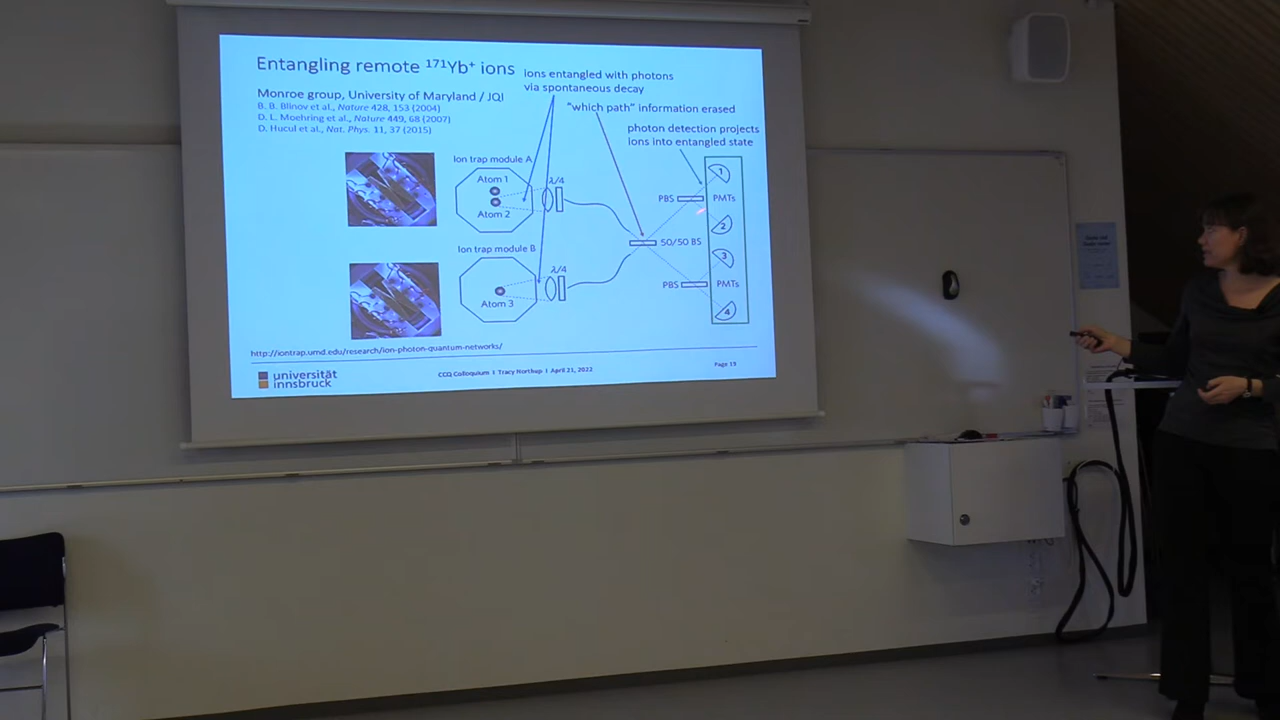 Entangling remote ¹⁷¹Yb⁺ ions
Monroe group, University of Maryland / JQI
B. B. Blinov et al., Nature 428, 153 (2004)
D. L. Moehring et al., Nature 449, 68 (2007)
D. Hucul et al., Nat. Phys. 11, 37 (2015)
Ions entangled with photons
via spontaneous decay
"which path" information erased
photon detection projects
ions into entangled state
Ion trap module A
Atom 1
Atom 2
λ/4
Ion trap module B
Atom 3
λ/4
50/50 BS
PBS
PBS
1
PMTs
2
3
PMTs
4
http://iontrap.umd.edu/research/ion-photon-quantum-networks/
universität
innsbruck
CCQ Colloquium I Tracy Northup I April 21, 2022
Page 19